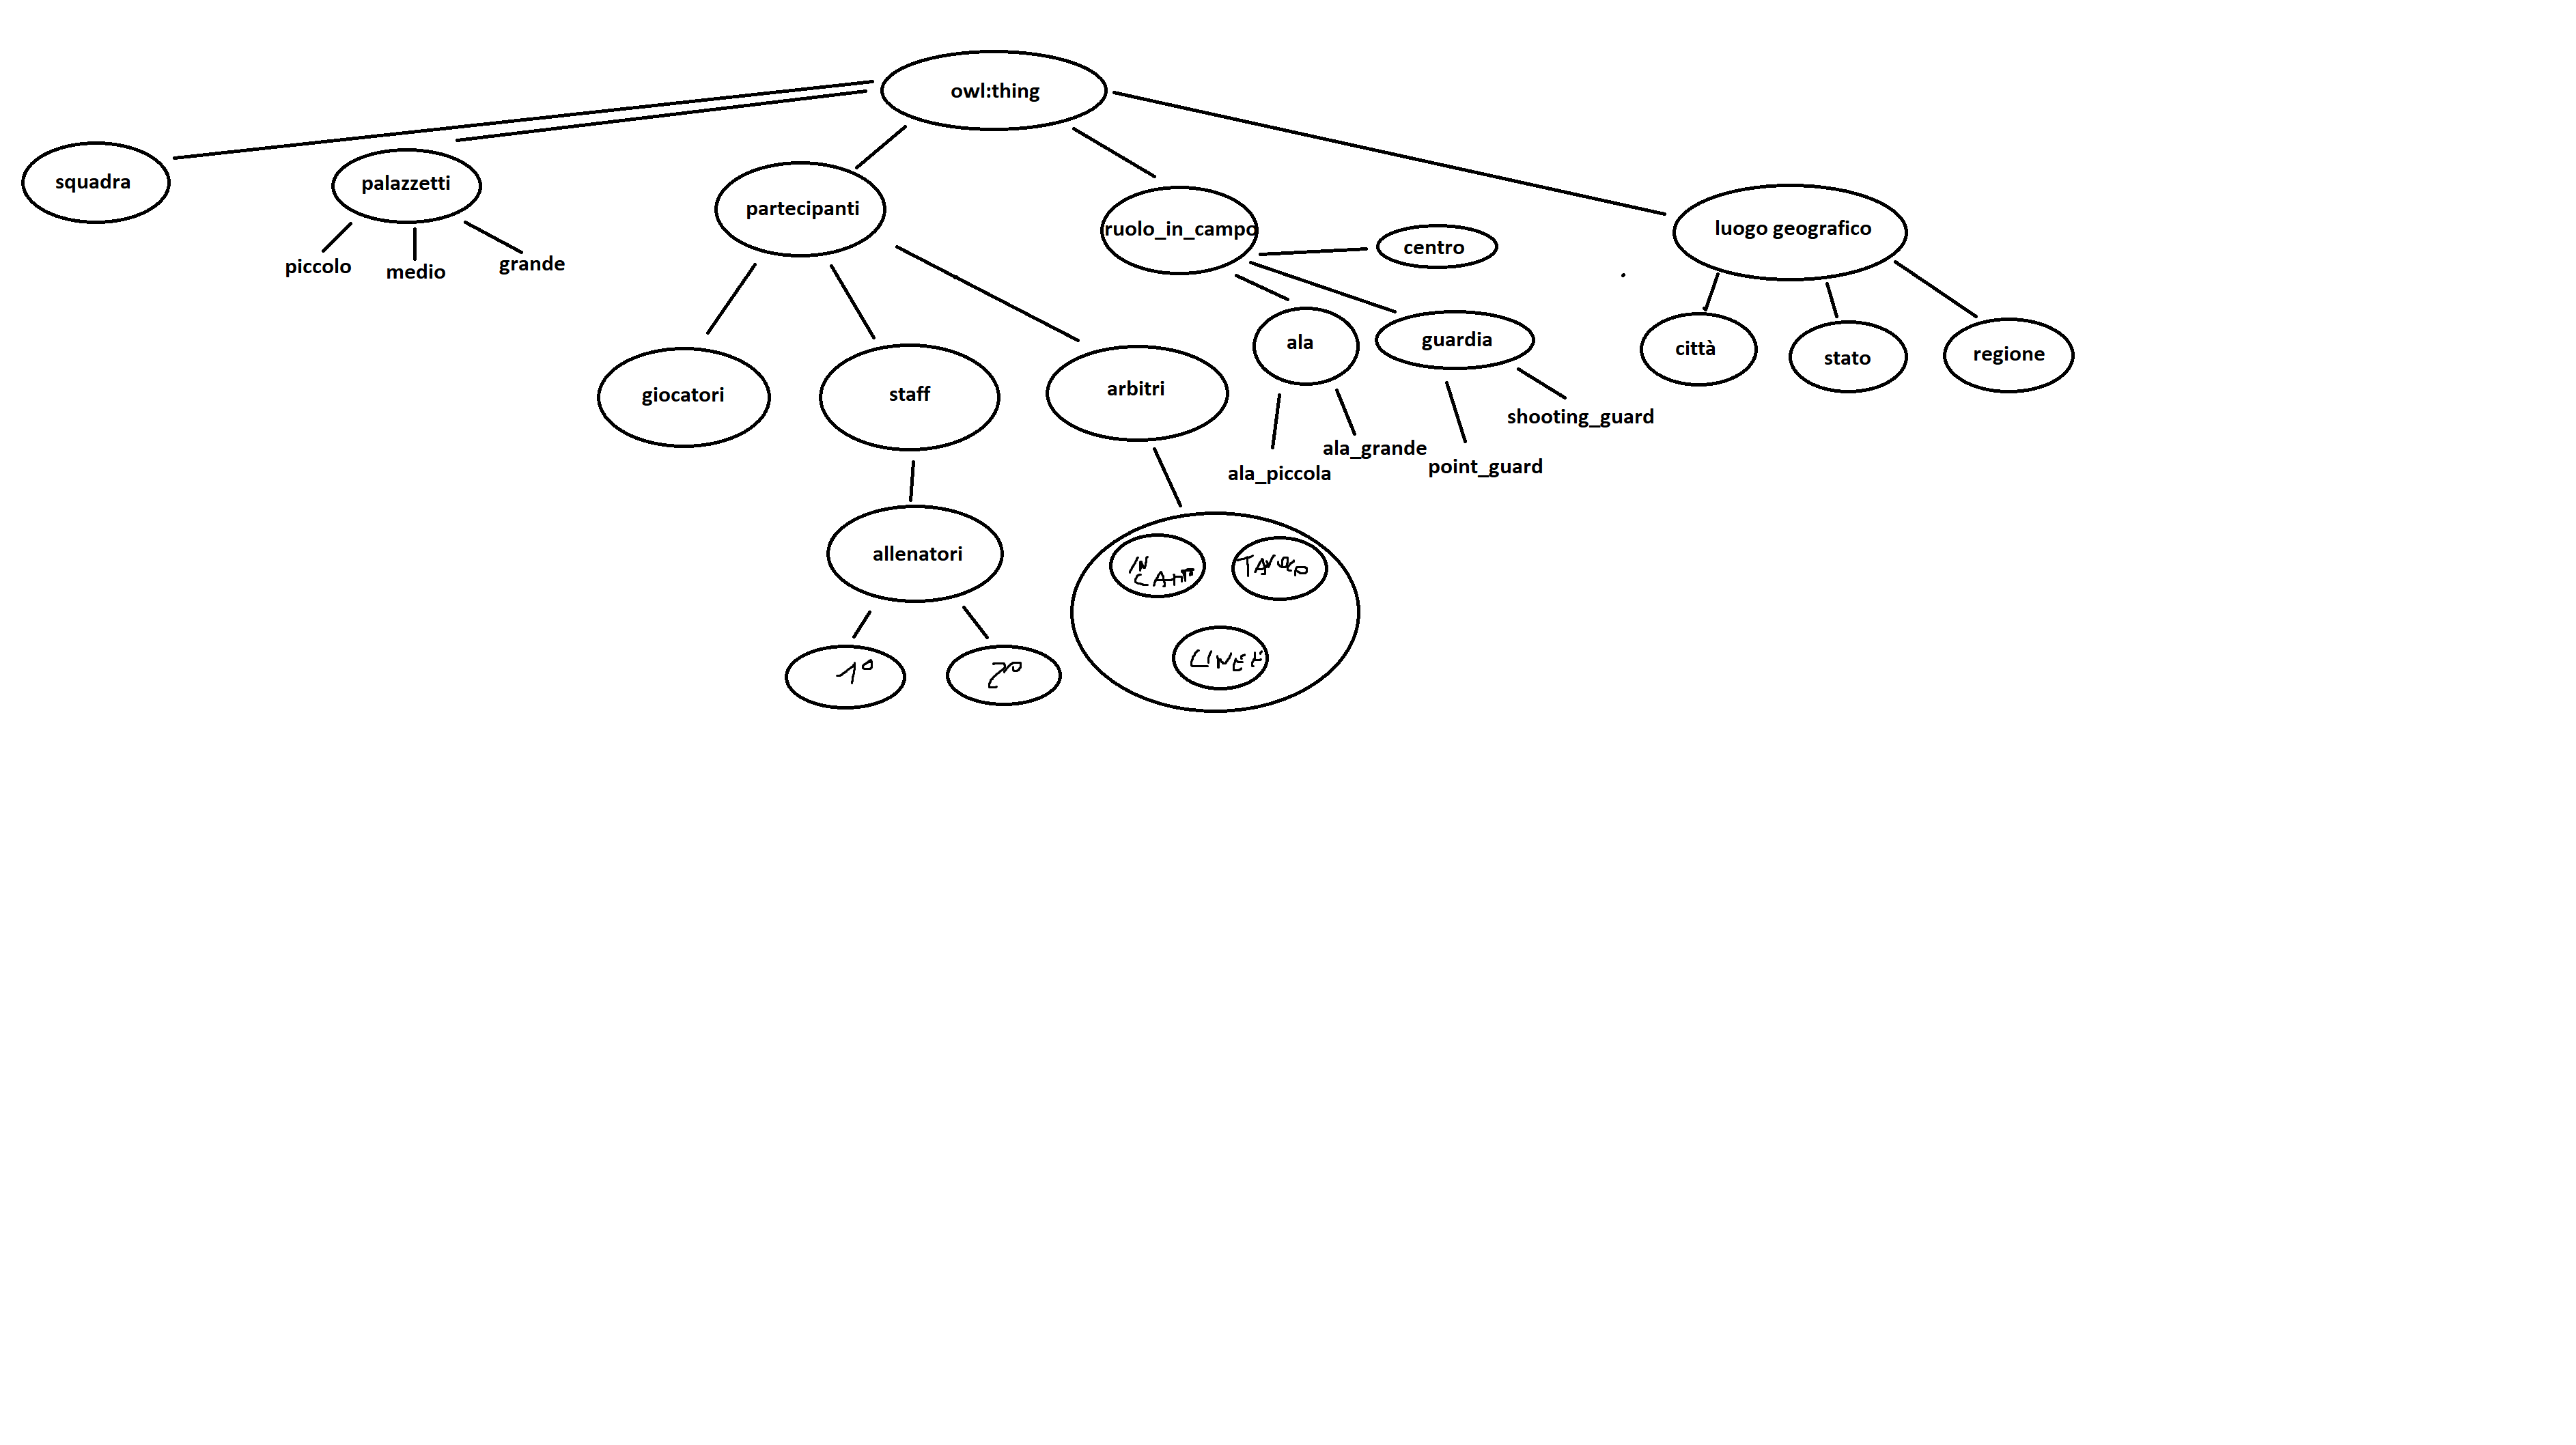 owl:thing
squadra
palazzetti
partecipanti
ruolo_in_campo
luogo geografico
centro
piccolo
medio
grande
ala
guardia
città
stato
regione
giocatori
staff
arbitri
shooting_guard
ala_grande
point_guard
ala_piccola
allenatori
IN
TAVOLO
LINEE
1°
2°